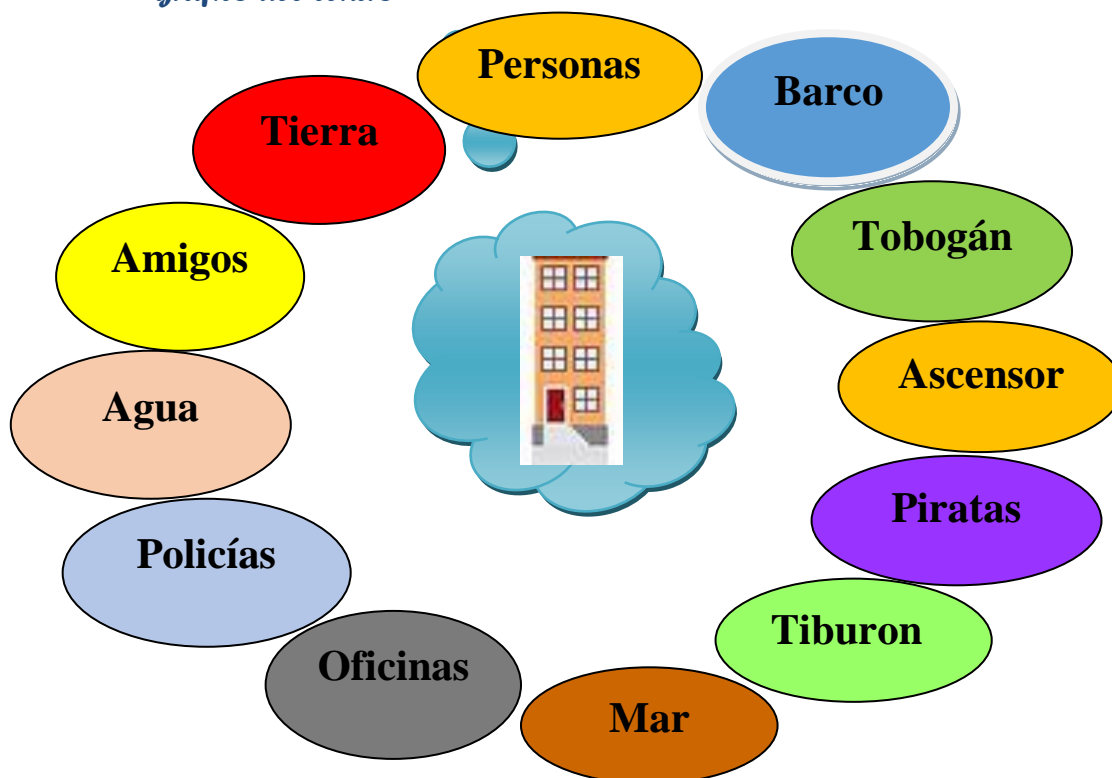 Personas
Barco
Tierra
Tobogán
Amigos
Ascensor
Agua
Piratas
Policías
Tiburon
Oficinas
Mar